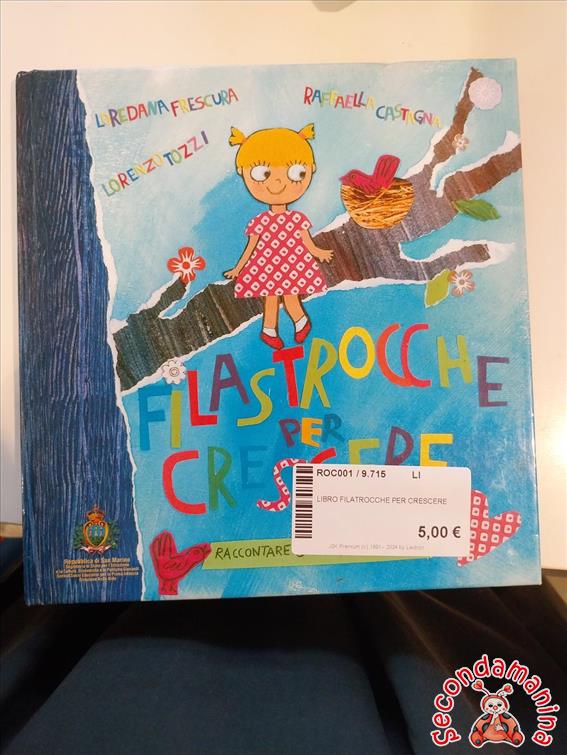 LOREDANA FRESCURA
RAFFAELLA CASTAGNA
LORENZO TOZZI
FILASTROCCHE
PER
CRESCERE
ROC001 / 9.715 LI
LIBRO FILATROCCHE PER CRESCERE
5,00 €
RACCONTARE
Repubblica di San Marino
Secondamanina